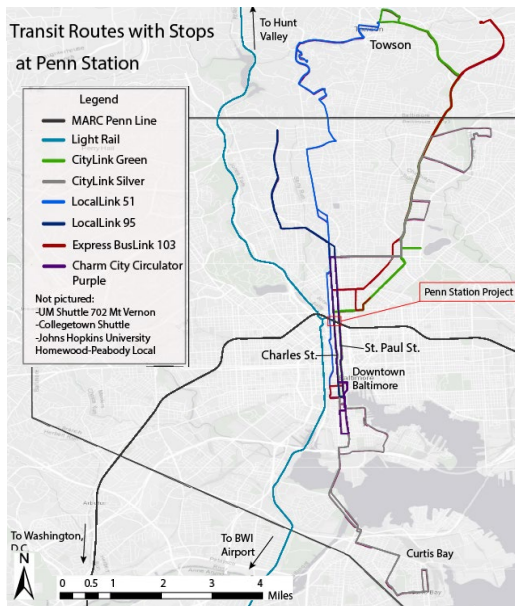 Transit Routes with Stops
at Penn Station
To Hunt
Valley
Towson
Legend
MARC Penn Line
Light Rail
CityLink Green
CityLink Silver
LocalLink 51
LocalLink 95
Express BusLink 103
Charm City Circulator
Purple
Not pictured:
-UM Shuttle 702 Mt Vernon
-Collegetown Shuttle
-Johns Hopkins University
Homewood-Peabody Local
Penn Station Project
Charles St.
St. Paul St.
Downtown
Baltimore
To Washington,
D.C.
To BWI
Airport
Curtis Bay
N
0 0.5 1 2 3 4
Miles